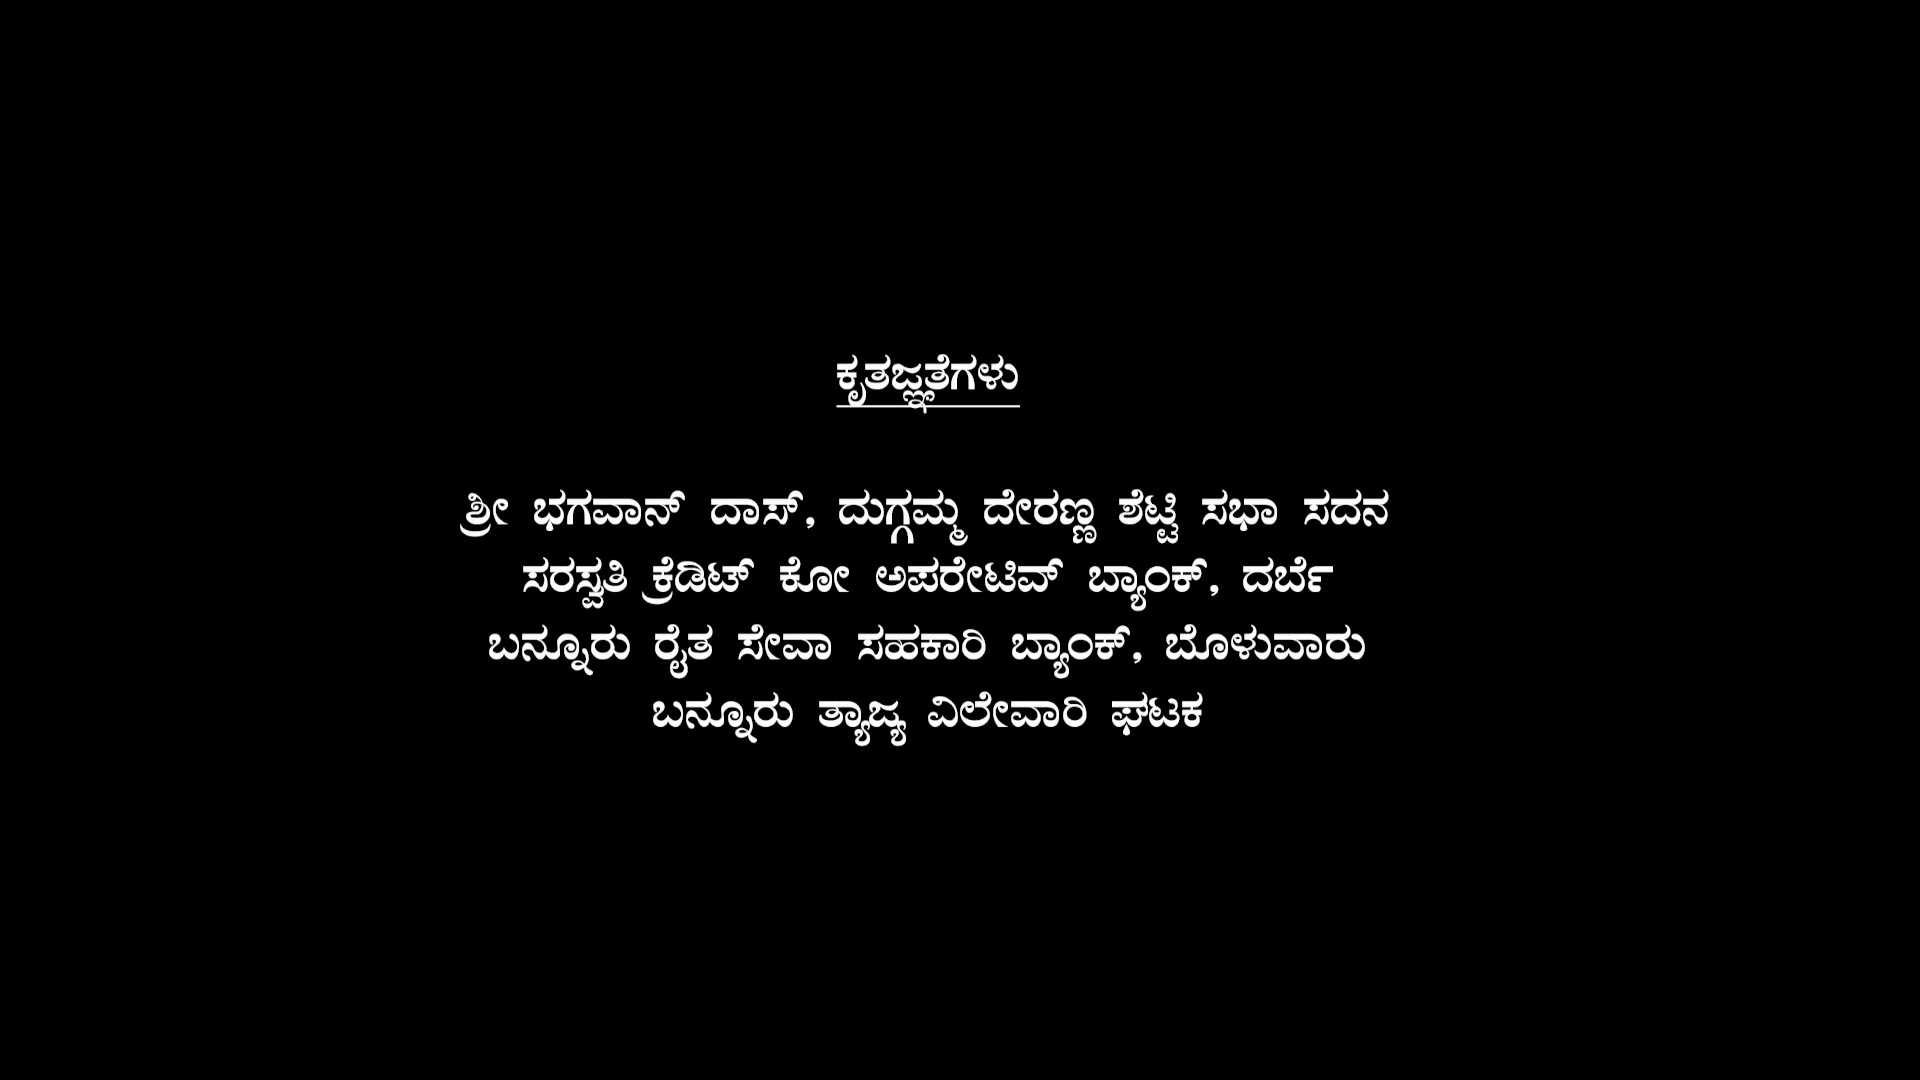 ಕೃತಜ್ಞತೆಗಳು
ಶ್ರೀ ಭಗವಾನ್ ದಾಸ್, ದುಗ್ಗಮ್ಮ ದೇರಣ್ಣ ಶೆಟ್ಟಿ ಸಭಾ ಸದನ
ಸರಸ್ವತಿ ಕ್ರೆಡಿಟ್ ಕೋ ಅಪರೇಟಿವ್ ಬ್ಯಾಂಕ್, ದರ್ಬೆ
ಬನ್ನೂರು ರೈತ ಸೇವಾ ಸಹಕಾರಿ ಬ್ಯಾಂಕ್, ಬೊಳುವಾರು
ಬನ್ನೂರು ತ್ಯಾಜ್ಯ ವಿಲೇವಾರಿ ಘಟಕ